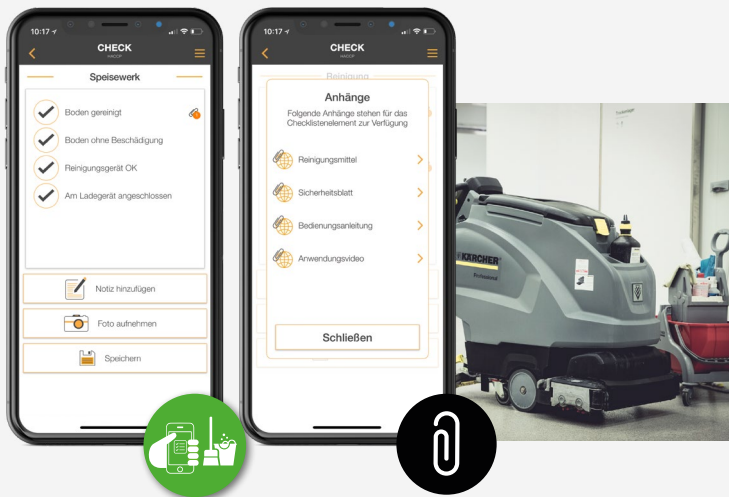 10:17
CHECK
HACCP
Speisewerk
Boden gereinigt
Boden ohne Beschädigung
Reinigungsgerät OK
Am Ladegerät angeschlossen
Notiz hinzufügen
Foto aufnehmen
Speichern
10:17
CHECK
HACCP
Reinigung
Anhänge
Folgende Anhänge stehen für das
Checklistenelement zur Verfügung
Reinigungsmittel
Sicherheitsblatt
Bedienungsanleitung
Anwendungsvideo
Schließen
KÄRCHER
Professional